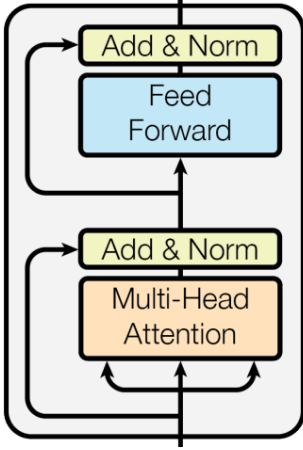 Add & Norm
Feed
Forward
Add & Norm
Multi-Head
Attention